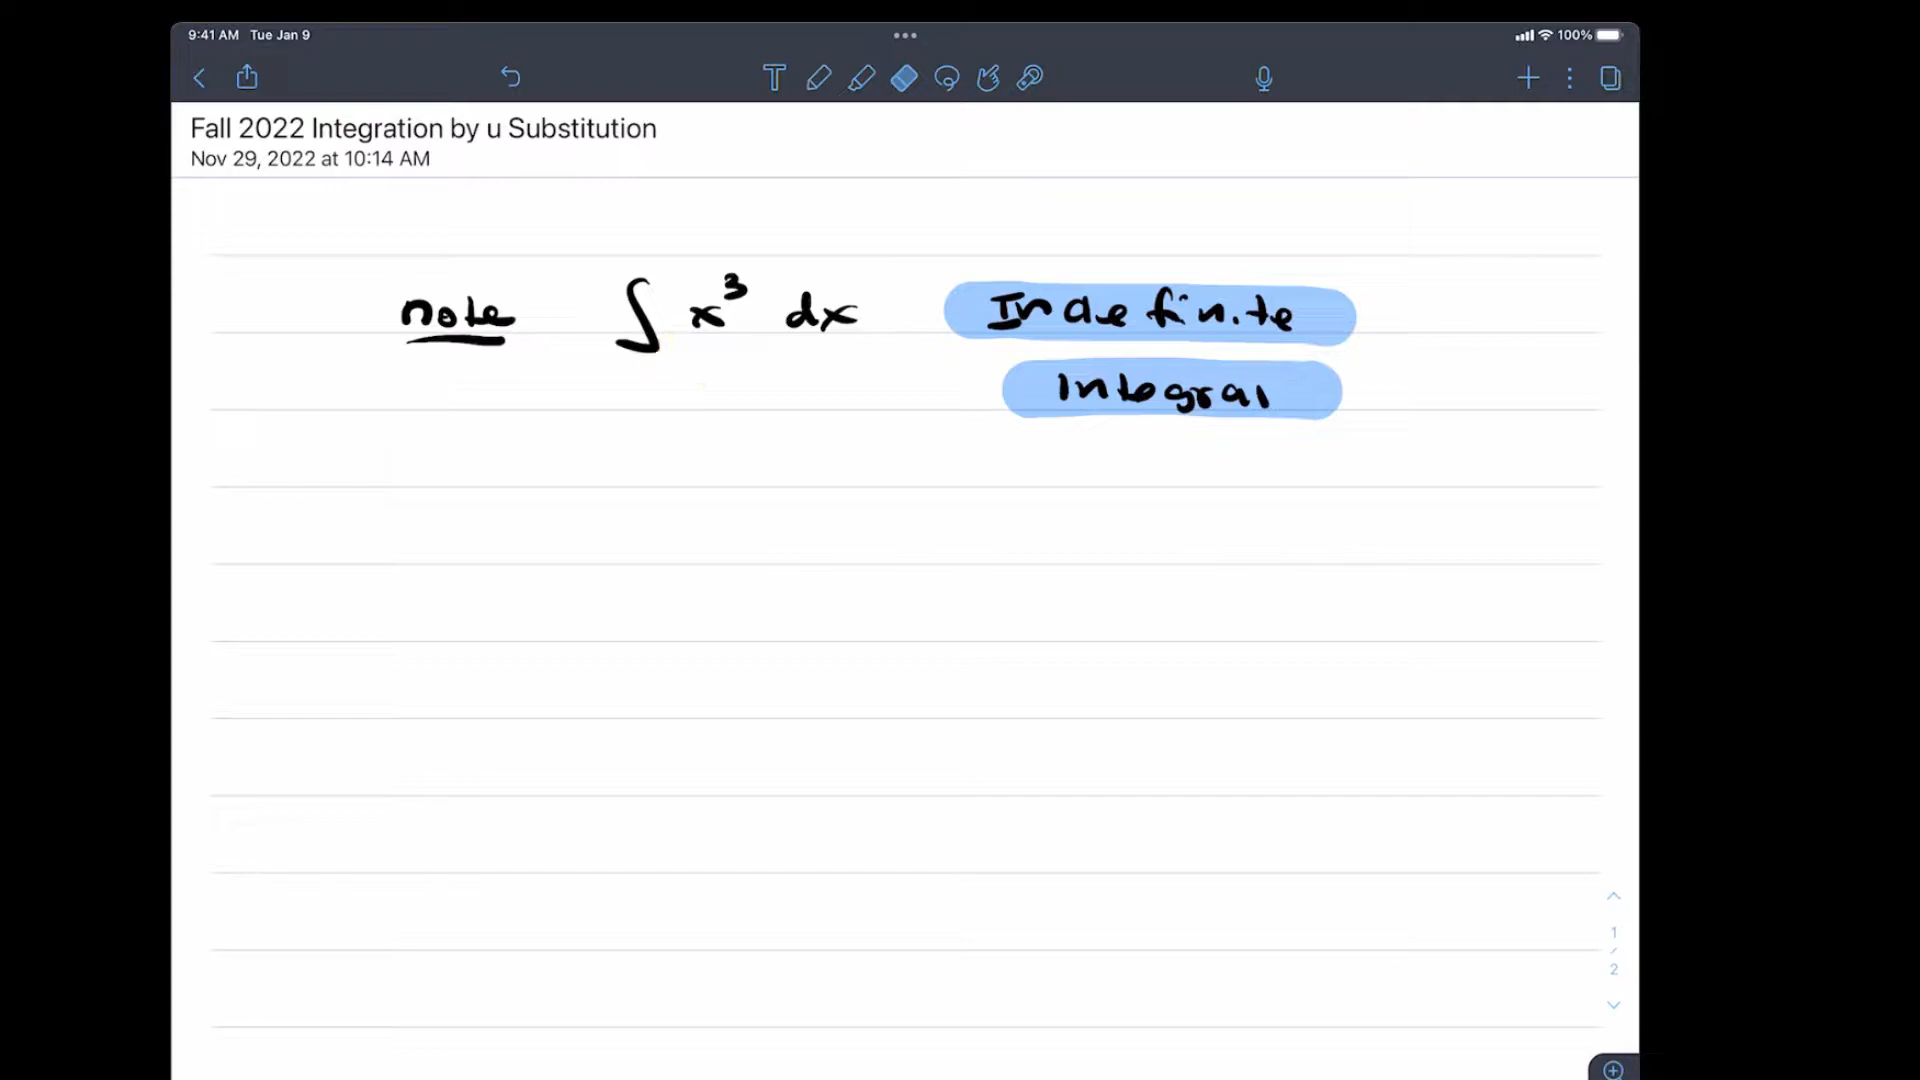 9:41 AM Tue Jan 9 100%
Fall 2022 Integration by u Substitution
Nov 29, 2022 at 10:14 AM
note ∫ x³ dx Indefinite
Integral
1
/
2